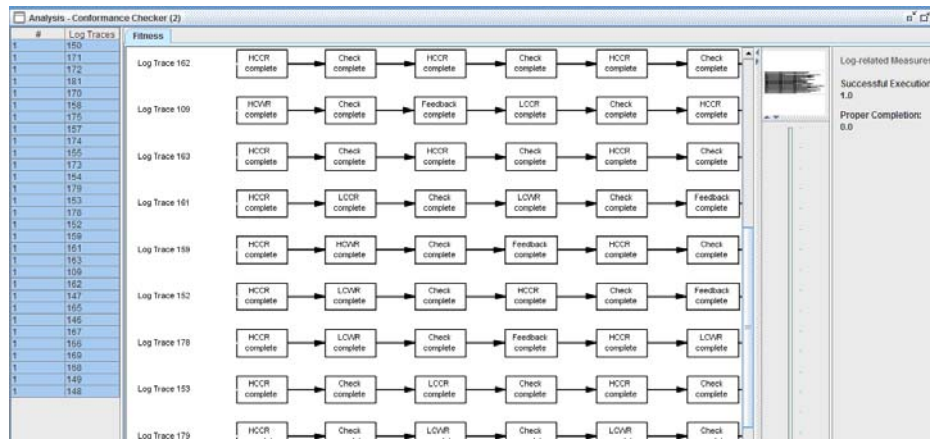 Analysis - Conformance Checker (2)
# Log Traces
1 150
1 171
1 172
1 181
1 170
1 158
1 175
1 157
1 174
1 155
1 173
1 154
1 179
1 153
1 178
1 152
1 159
1 161
1 163
1 109
1 162
1 147
1 165
1 146
1 167
1 166
1 169
1 168
1 149
1 148
Fitness
Log Trace 162 HCCR complete Check complete HCCR complete Check complete HCCR complete Check complete
Log Trace 109 HCWR complete Check complete Feedback complete LCCR complete Check complete HCCR complete
Log Trace 163 HCCR complete Check complete HCCR complete Check complete HCCR complete Check complete
Log Trace 161 HCCR complete LCCR complete Check complete LCWR complete Check complete Feedback complete
Log Trace 159 HCCR complete HCWR complete Check complete Feedback complete HCCR complete Check complete
Log Trace 152 HCCR complete LCWR complete Check complete HCCR complete Check complete Feedback complete
Log Trace 178 HCCR complete LCWR complete Check complete Feedback complete HCCR complete LCWR complete
Log Trace 153 HCCR complete Check complete LCCR complete Check complete HCCR complete Check complete
Log Trace 179 HCCR complete Check complete LCWR complete Check complete HCCR complete Check complete
Log-related Measures
Successful Execution
1.0
Proper Completion:
0.0